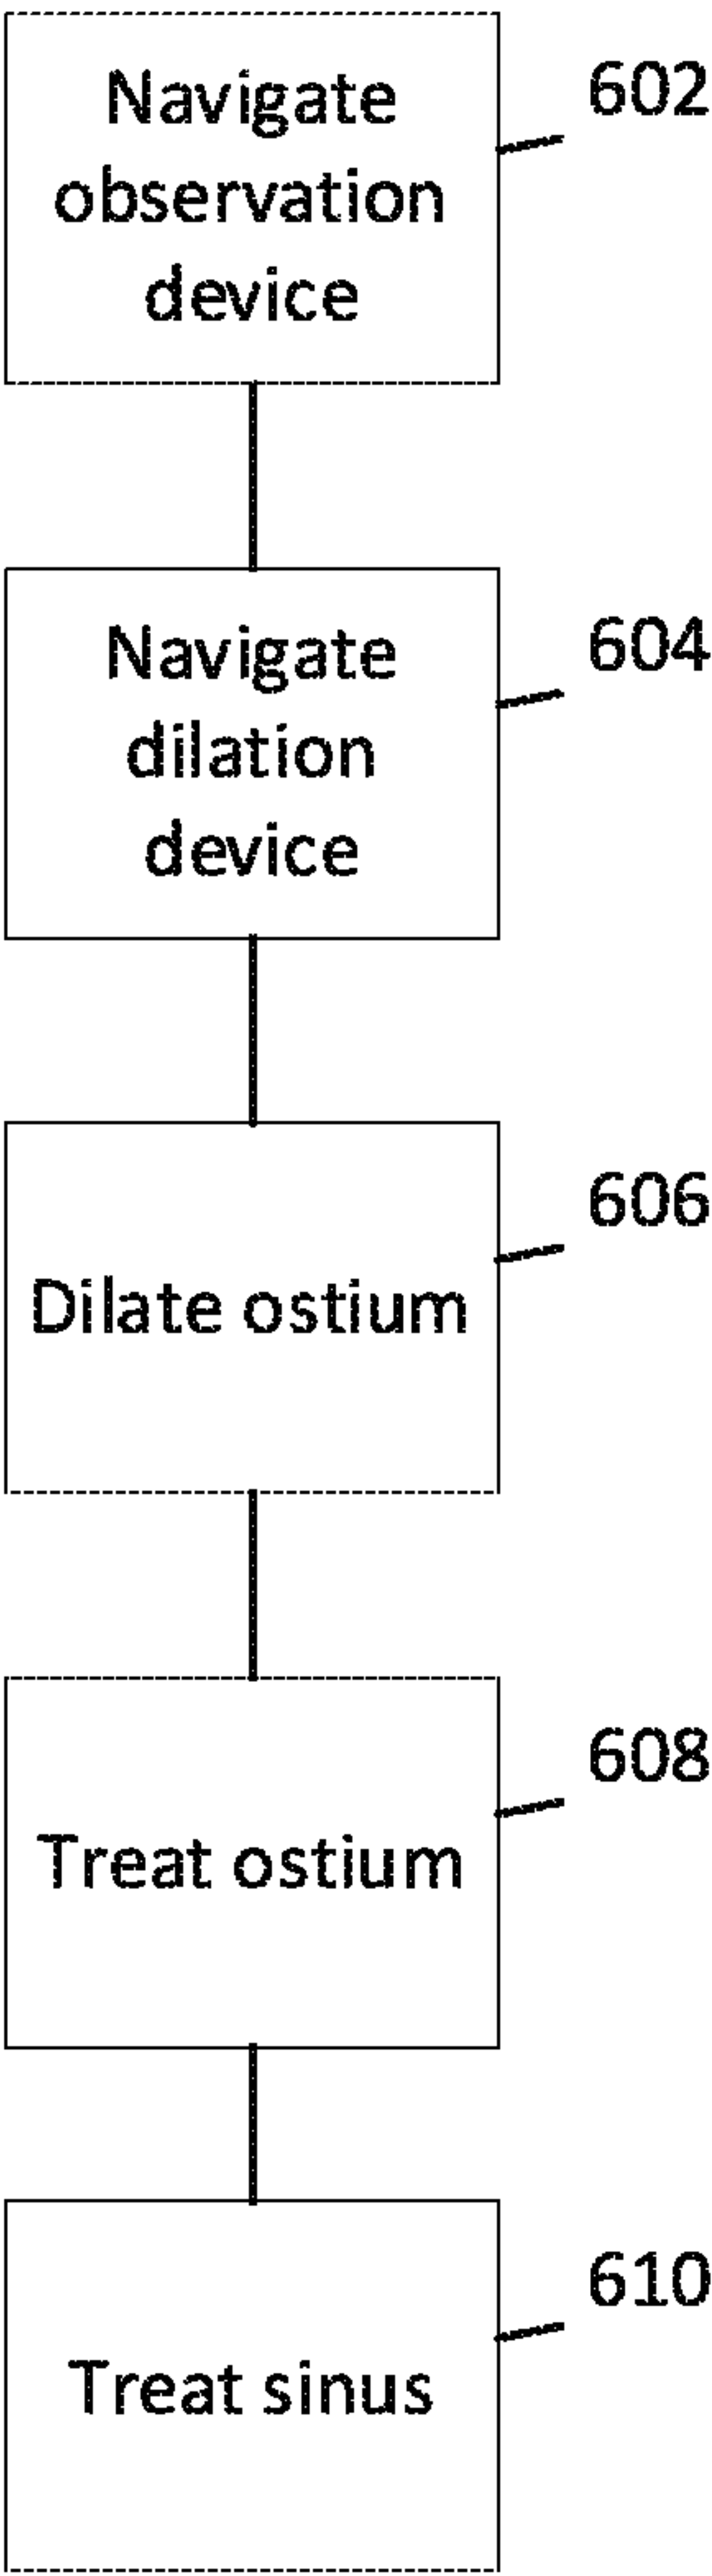 Navigate
observation
device
602
Navigate
dilation
device
604
Dilate ostium
606
Treat ostium
608
Treat sinus
610